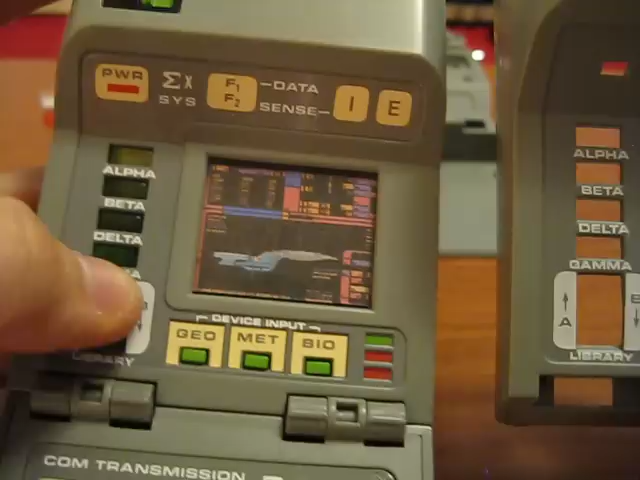 PWR
Σx
SYS
F1
F2
DATA
SENSE
I
E
ALPHA
BETA
DELTA
A
LIBRARY
DEVICE INPUT
GEO
MET
BIO
COM TRANSMISSION
ALPHA
BETA
DELTA
GAMMA
A
B
LIBRARY